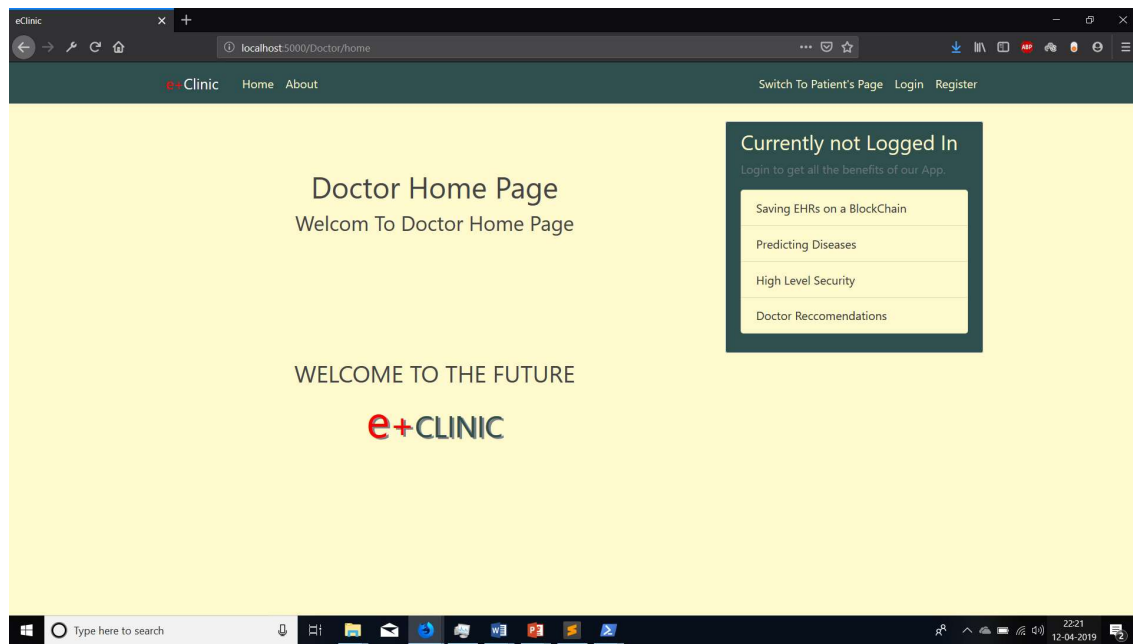 eClinic
localhost:5000/Doctor/home
ABP
e+Clinic Home About Switch To Patient's Page Login Register
Doctor Home Page
Welcom To Doctor Home Page
WELCOME TO THE FUTURE
e+CLINIC
Currently not Logged In
Login to get all the benefits of our App.
Saving EHRs on a BlockChain
Predicting Diseases
High Level Security
Doctor Reccomendations
Type here to search
22:21
12-04-2019
2